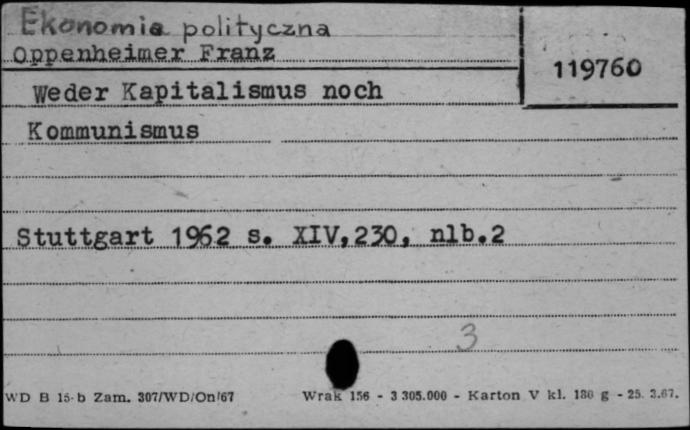 Ekonomia polityczna
Oppenheimer Franz
119760
Weder Kapitalismus noch
Kommunismus
Stuttgart 1962 s. XIV,230, nlb.2
3
WD B 15-b Zam. 307/WD/On/67 Wrak 156 - 3 305.000 - Karton V kl. 180 g - 25. 3.67.